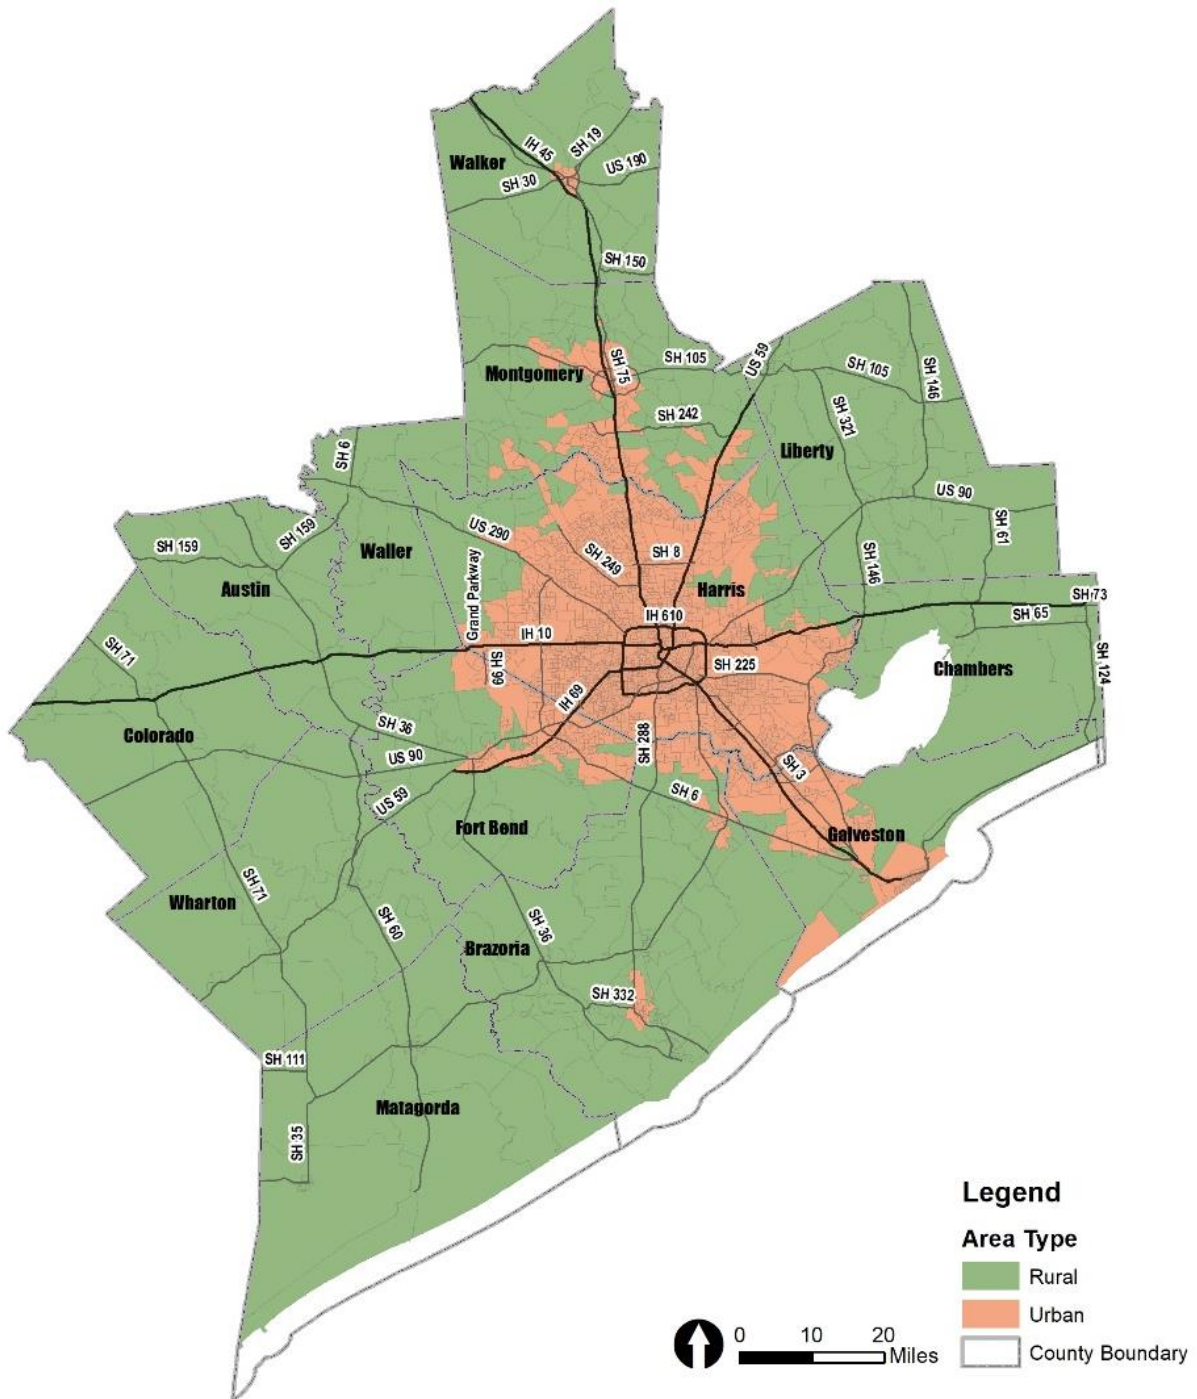 IH 45
SH 19
Walker
US 190
SH 30
SH 150
US 59
SH 105
SH 75
Montgomery
SH 105
SH 146
SH 242
SH 321
SH 6
Liberty
US 90
US 290
SH 159
SH 159
SH 61
Waller
SH 249
SH 8
SH 146
Austin
Grand Parkway
Harris
SH 73
IH 610
SH 65
IH 10
SH 71
SH 99
SH 225
Chambers
SH 124
IH 69
SH 36
Colorado
SH 288
US 90
SH 3
SH 6
US 59
Fort Bend
Galveston
SH 71
Wharton
SH 60
SH 36
Brazoria
SH 332
SH 111
Matagorda
SH 35
Legend
Area Type
Rural
Urban
County Boundary
0 10 20
Miles